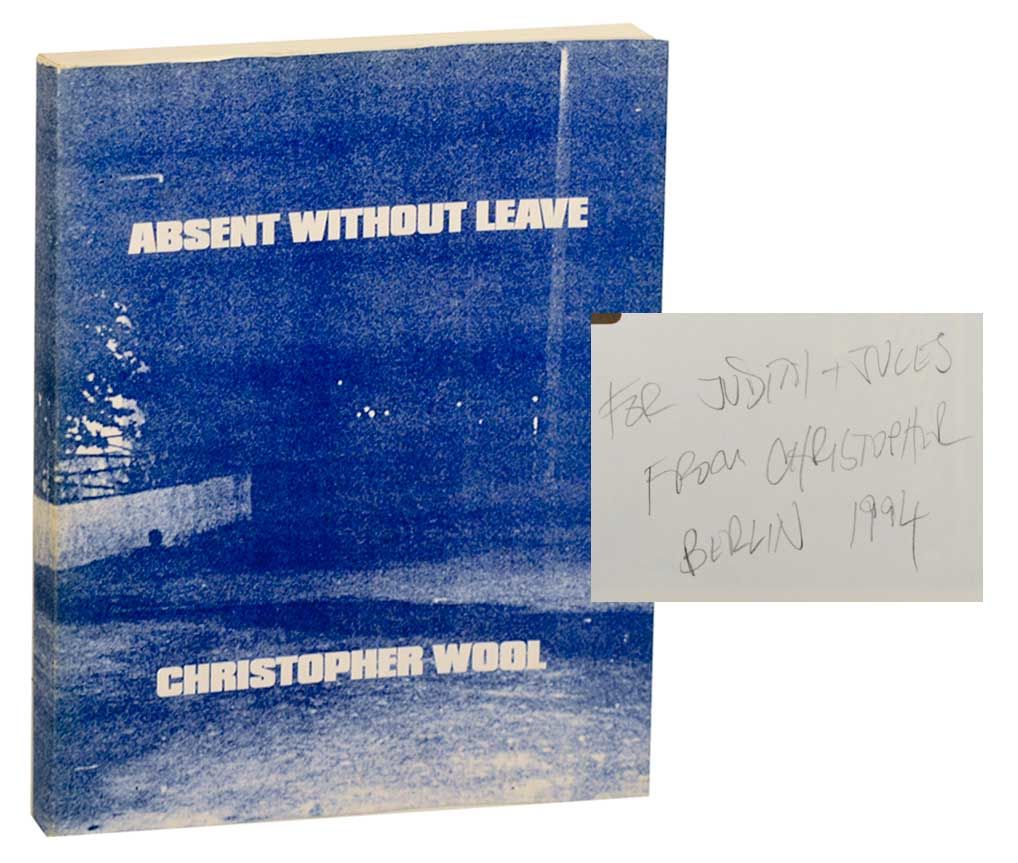 ABSENT WITHOUT LEAVE
CHRISTOPHER WOOL
FOR JUDITH + JULES
FROM CHRISTOPHER
BERLIN 1994